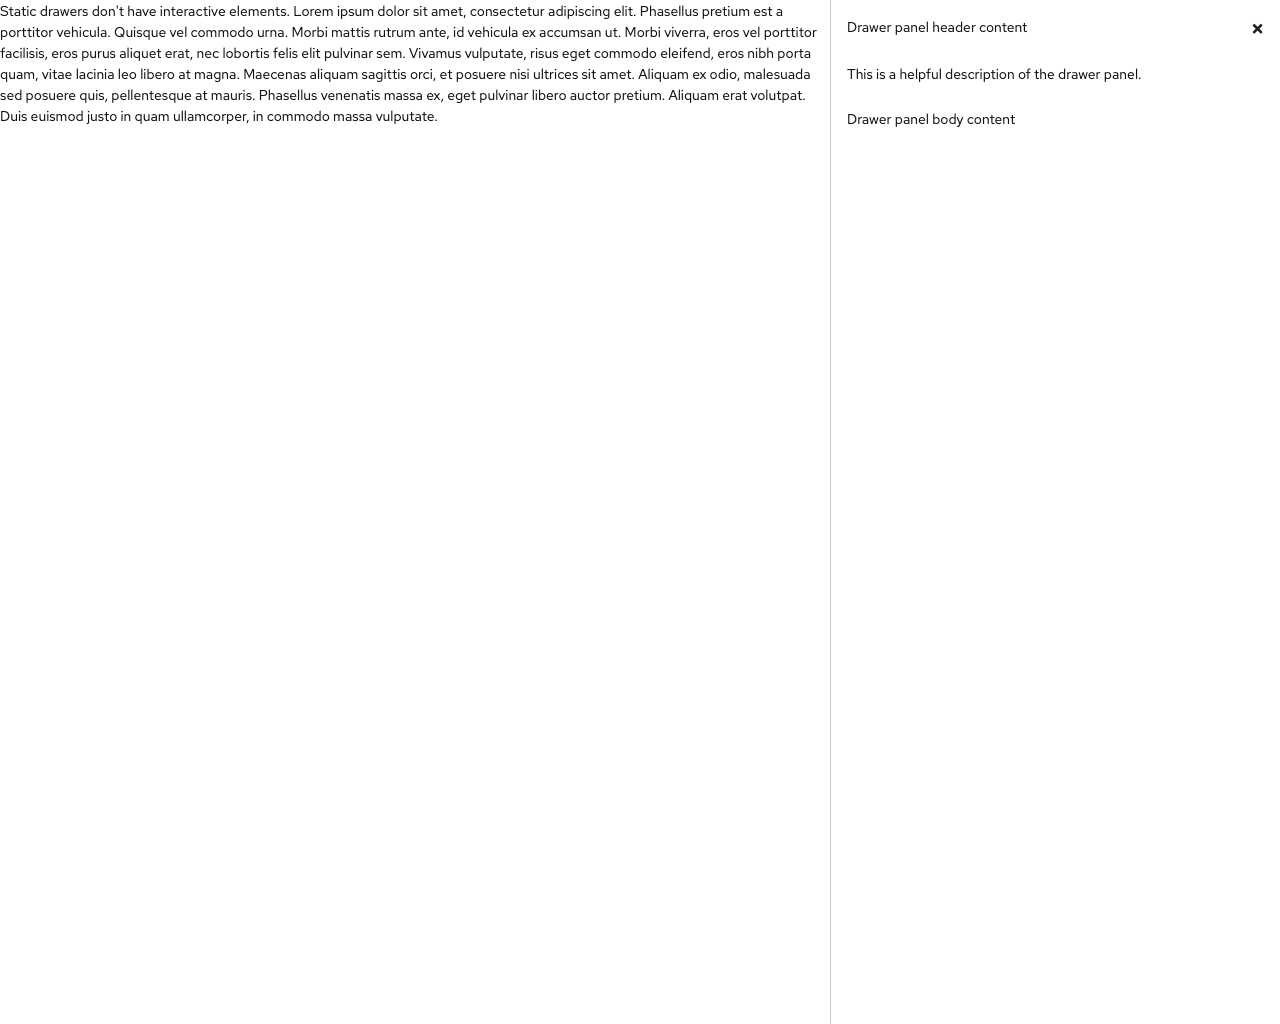 Static drawers don't have interactive elements. Lorem ipsum dolor sit amet, consectetur adipiscing elit. Phasellus pretium est a
porttitor vehicula. Quisque vel commodo urna. Morbi mattis rutrum ante, id vehicula ex accumsan ut. Morbi viverra, eros vel porttitor
facilisis, eros purus aliquet erat, nec lobortis felis elit pulvinar sem. Vivamus vulputate, risus eget commodo eleifend, eros nibh porta
quam, vitae lacinia leo libero at magna. Maecenas aliquam sagittis orci, et posuere nisi ultrices sit amet. Aliquam ex odio, malesuada
sed posuere quis, pellentesque at mauris. Phasellus venenatis massa ex, eget pulvinar libero auctor pretium. Aliquam erat volutpat.
Duis euismod justo in quam ullamcorper, in commodo massa vulputate.
Drawer panel header content
This is a helpful description of the drawer panel.
Drawer panel body content